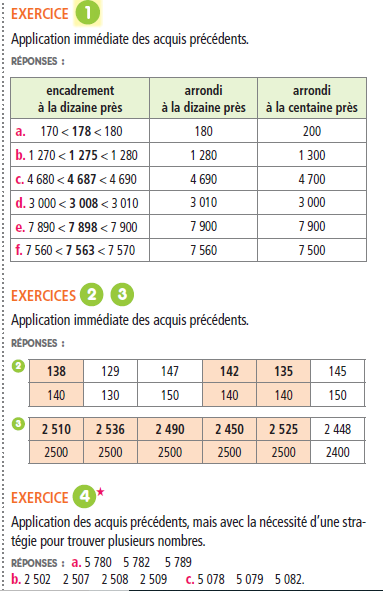 EXERCICE 1
Application immédiate des acquis précédents.
RÉPONSES :
encadrement à la dizaine près | arrondi à la dizaine près | arrondi à la centaine près
a. 170 < 178 < 180 | 180 | 200
b. 1 270 < 1 275 < 1 280 | 1 280 | 1 300
c. 4 680 < 4 687 < 4 690 | 4 690 | 4 700
d. 3 000 < 3 008 < 3 010 | 3 010 | 3 000
e. 7 890 < 7 898 < 7 900 | 7 900 | 7 900
f. 7 560 < 7 563 < 7 570 | 7 560 | 7 500
EXERCICES 2 3
Application immédiate des acquis précédents.
RÉPONSES :
2 | 138 | 129 | 147 | 142 | 135 | 145
140 | 130 | 150 | 140 | 140 | 150
3 | 2 510 | 2 536 | 2 490 | 2 450 | 2 525 | 2 448
2500 | 2500 | 2500 | 2500 | 2500 | 2400
EXERCICE 4*
Application des acquis précédents, mais avec la nécessité d'une stra-
tégie pour trouver plusieurs nombres.
RÉPONSES : a. 5 780 5 782 5 789
b. 2 502 2 507 2 508 2 509 c. 5 078 5 079 5 082.